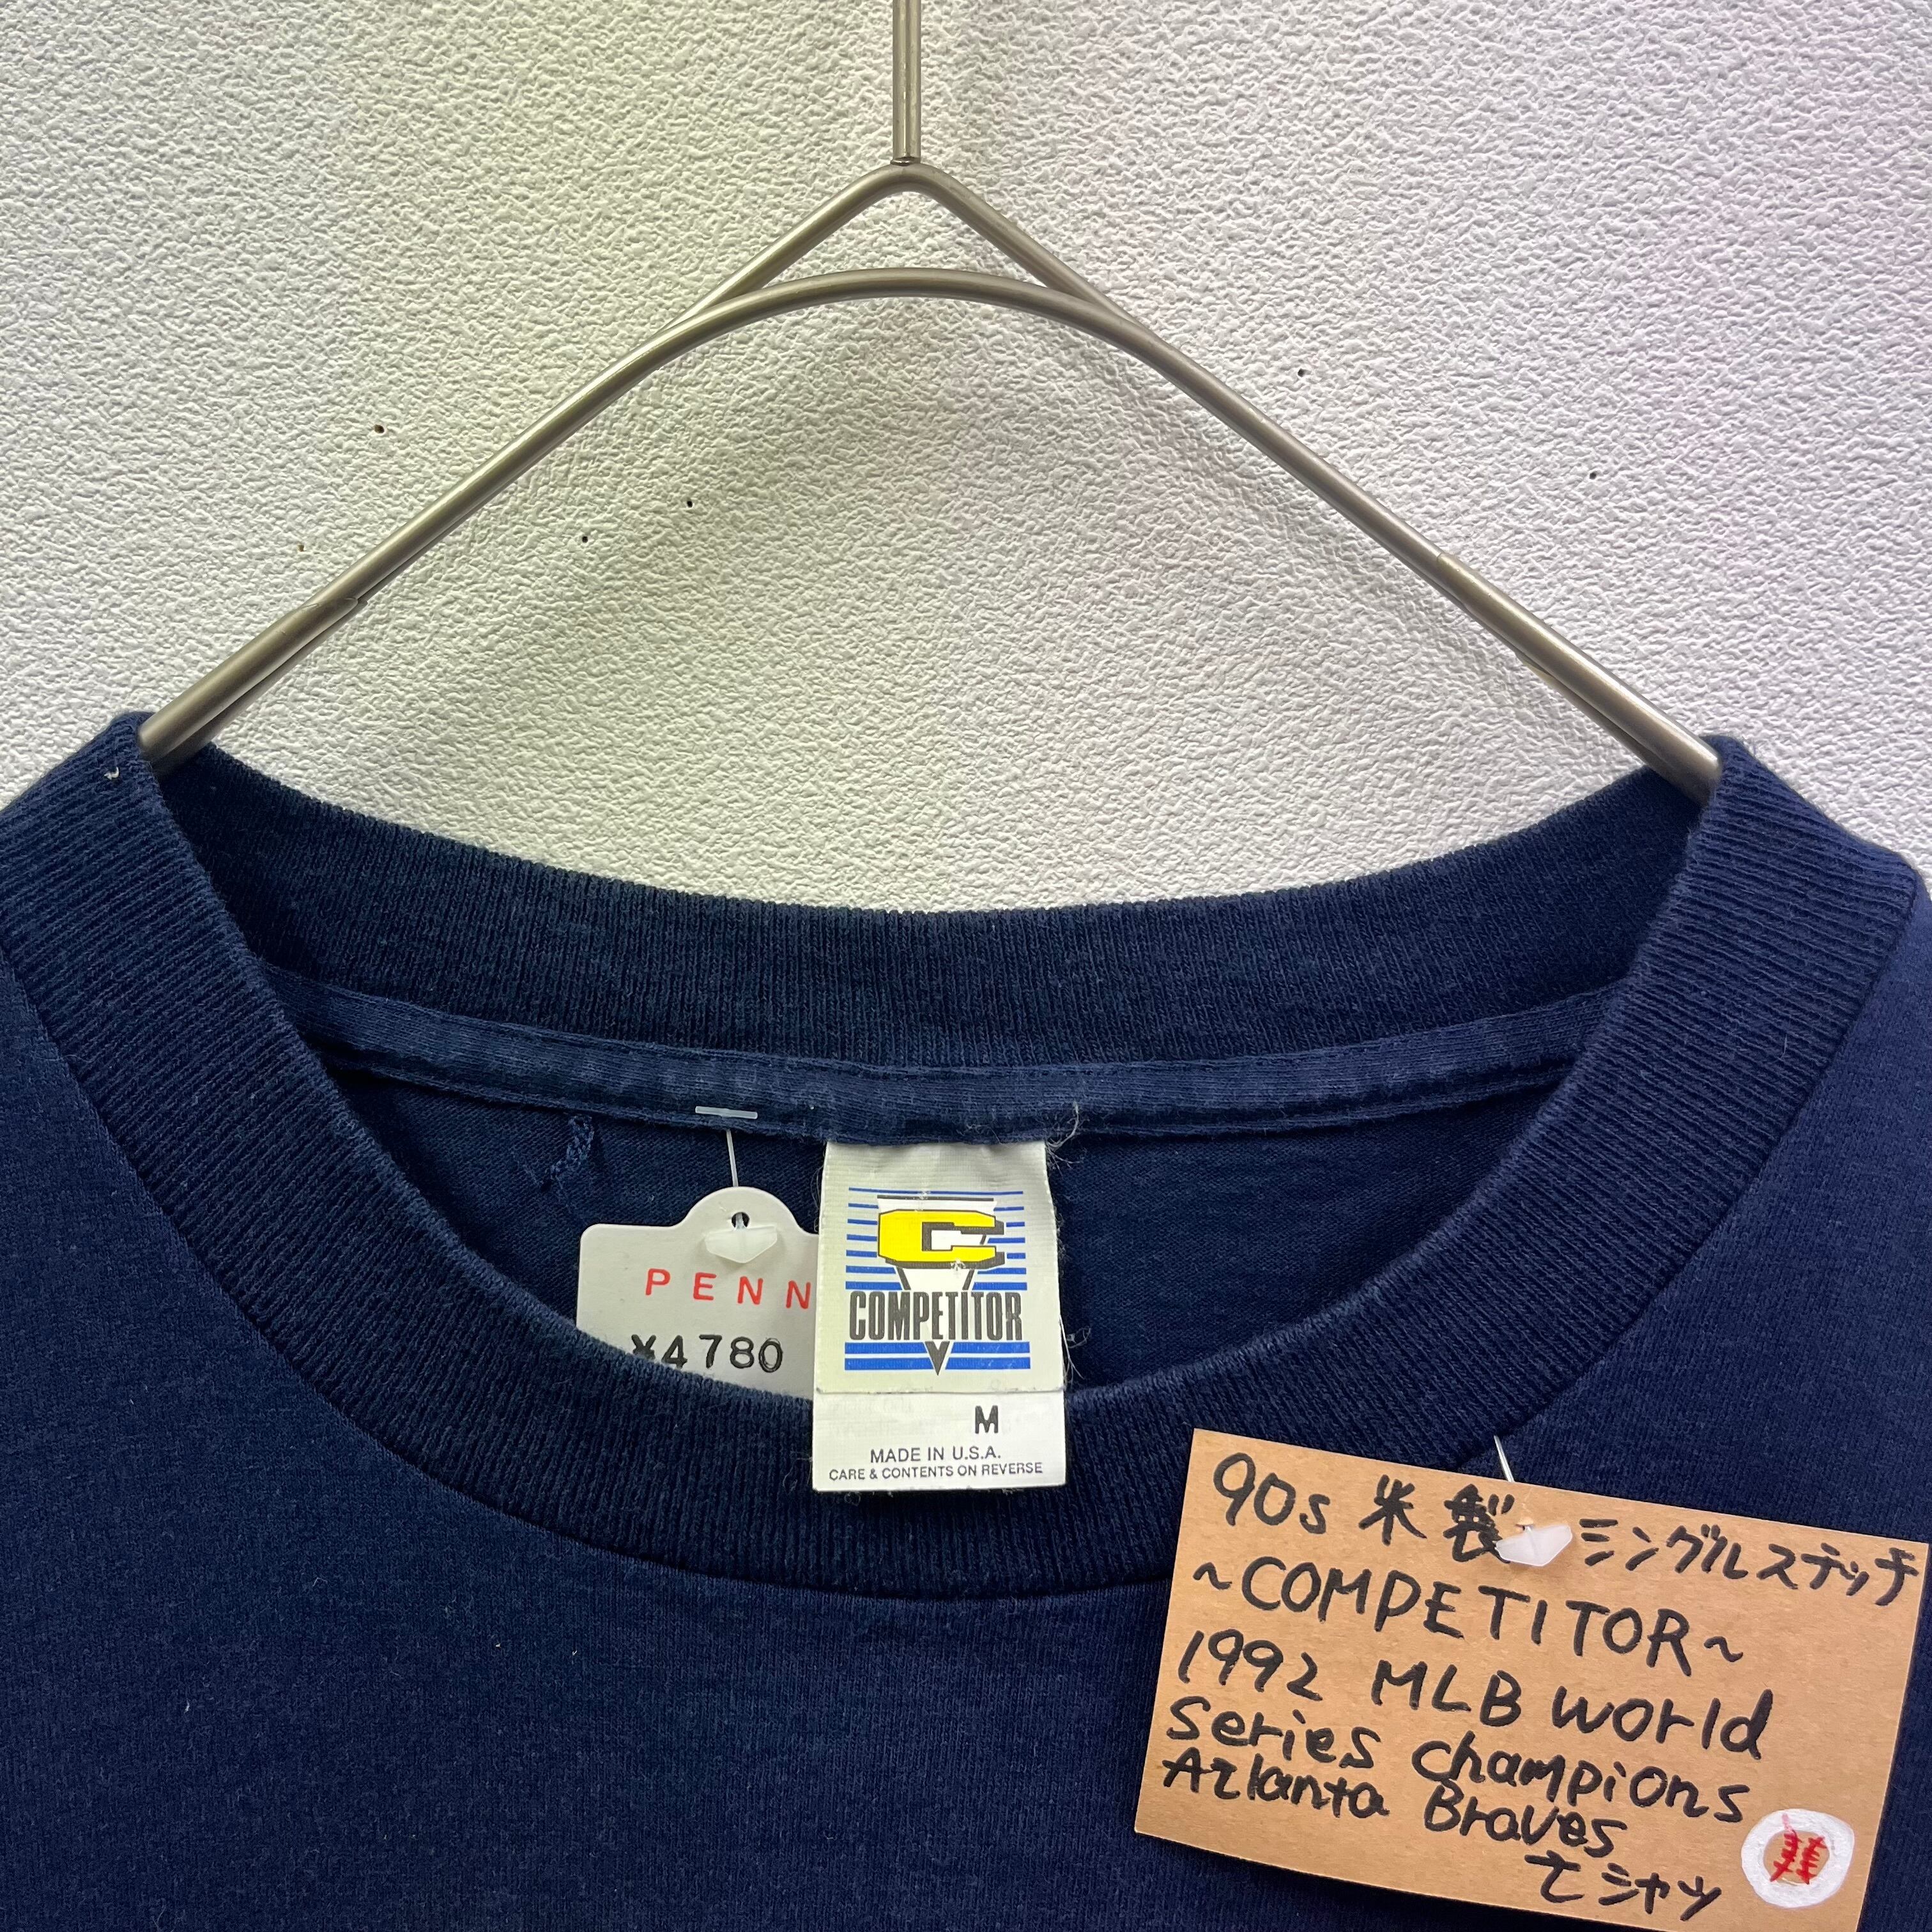 PENN
¥4780
C
COMPETITOR
M
MADE IN U.S.A.
CARE & CONTENTS ON REVERSE
90s 米製 シングルステッチ
~COMPETITOR~
1992 MLB World
Series Champions
Atlanta Braves
Tシャツ